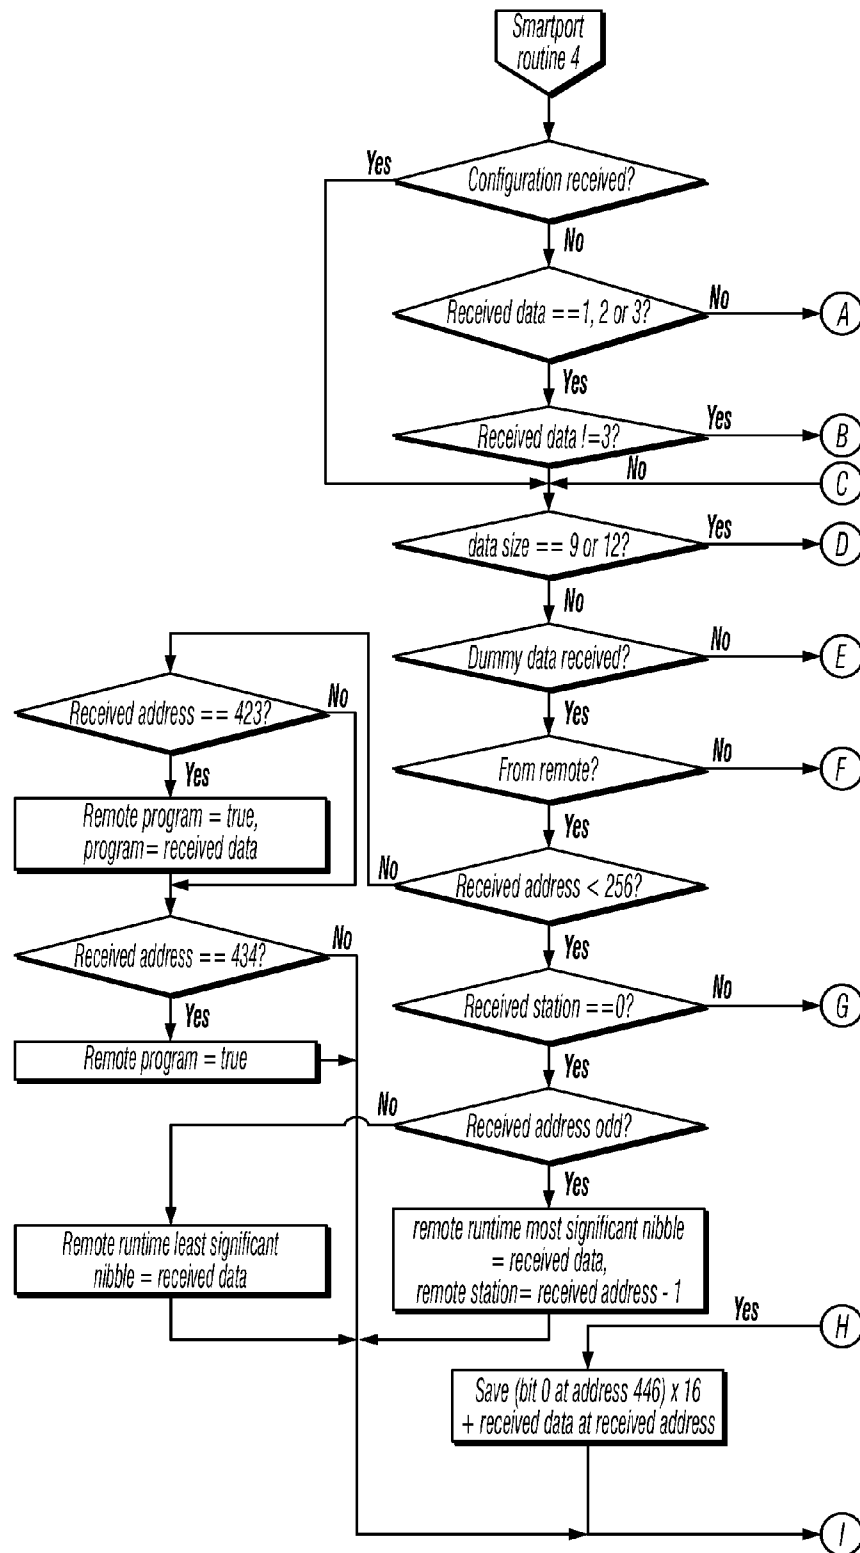 Smartport
routine 4
Yes
Configuration received?
No
Received data ==1, 2 or 3?
No
A
Yes
Received data !=3?
Yes
B
No
C
data size == 9 or 12?
Yes
D
No
Dummy data received?
No
E
Yes
Received address == 423?
No
From remote?
No
F
Yes
Remote program = true,
program= received data
Yes
No
Received address < 256?
Received address == 434?
No
Yes
Received station ==0?
No
G
Yes
Remote program = true
Yes
No
Received address odd?
Yes
Remote runtime least significant
nibble = received data
remote runtime most significant nibble
= received data,
remote station= received address - 1
Yes
H
Save (bit 0 at address 446) x 16
+ received data at received address
I